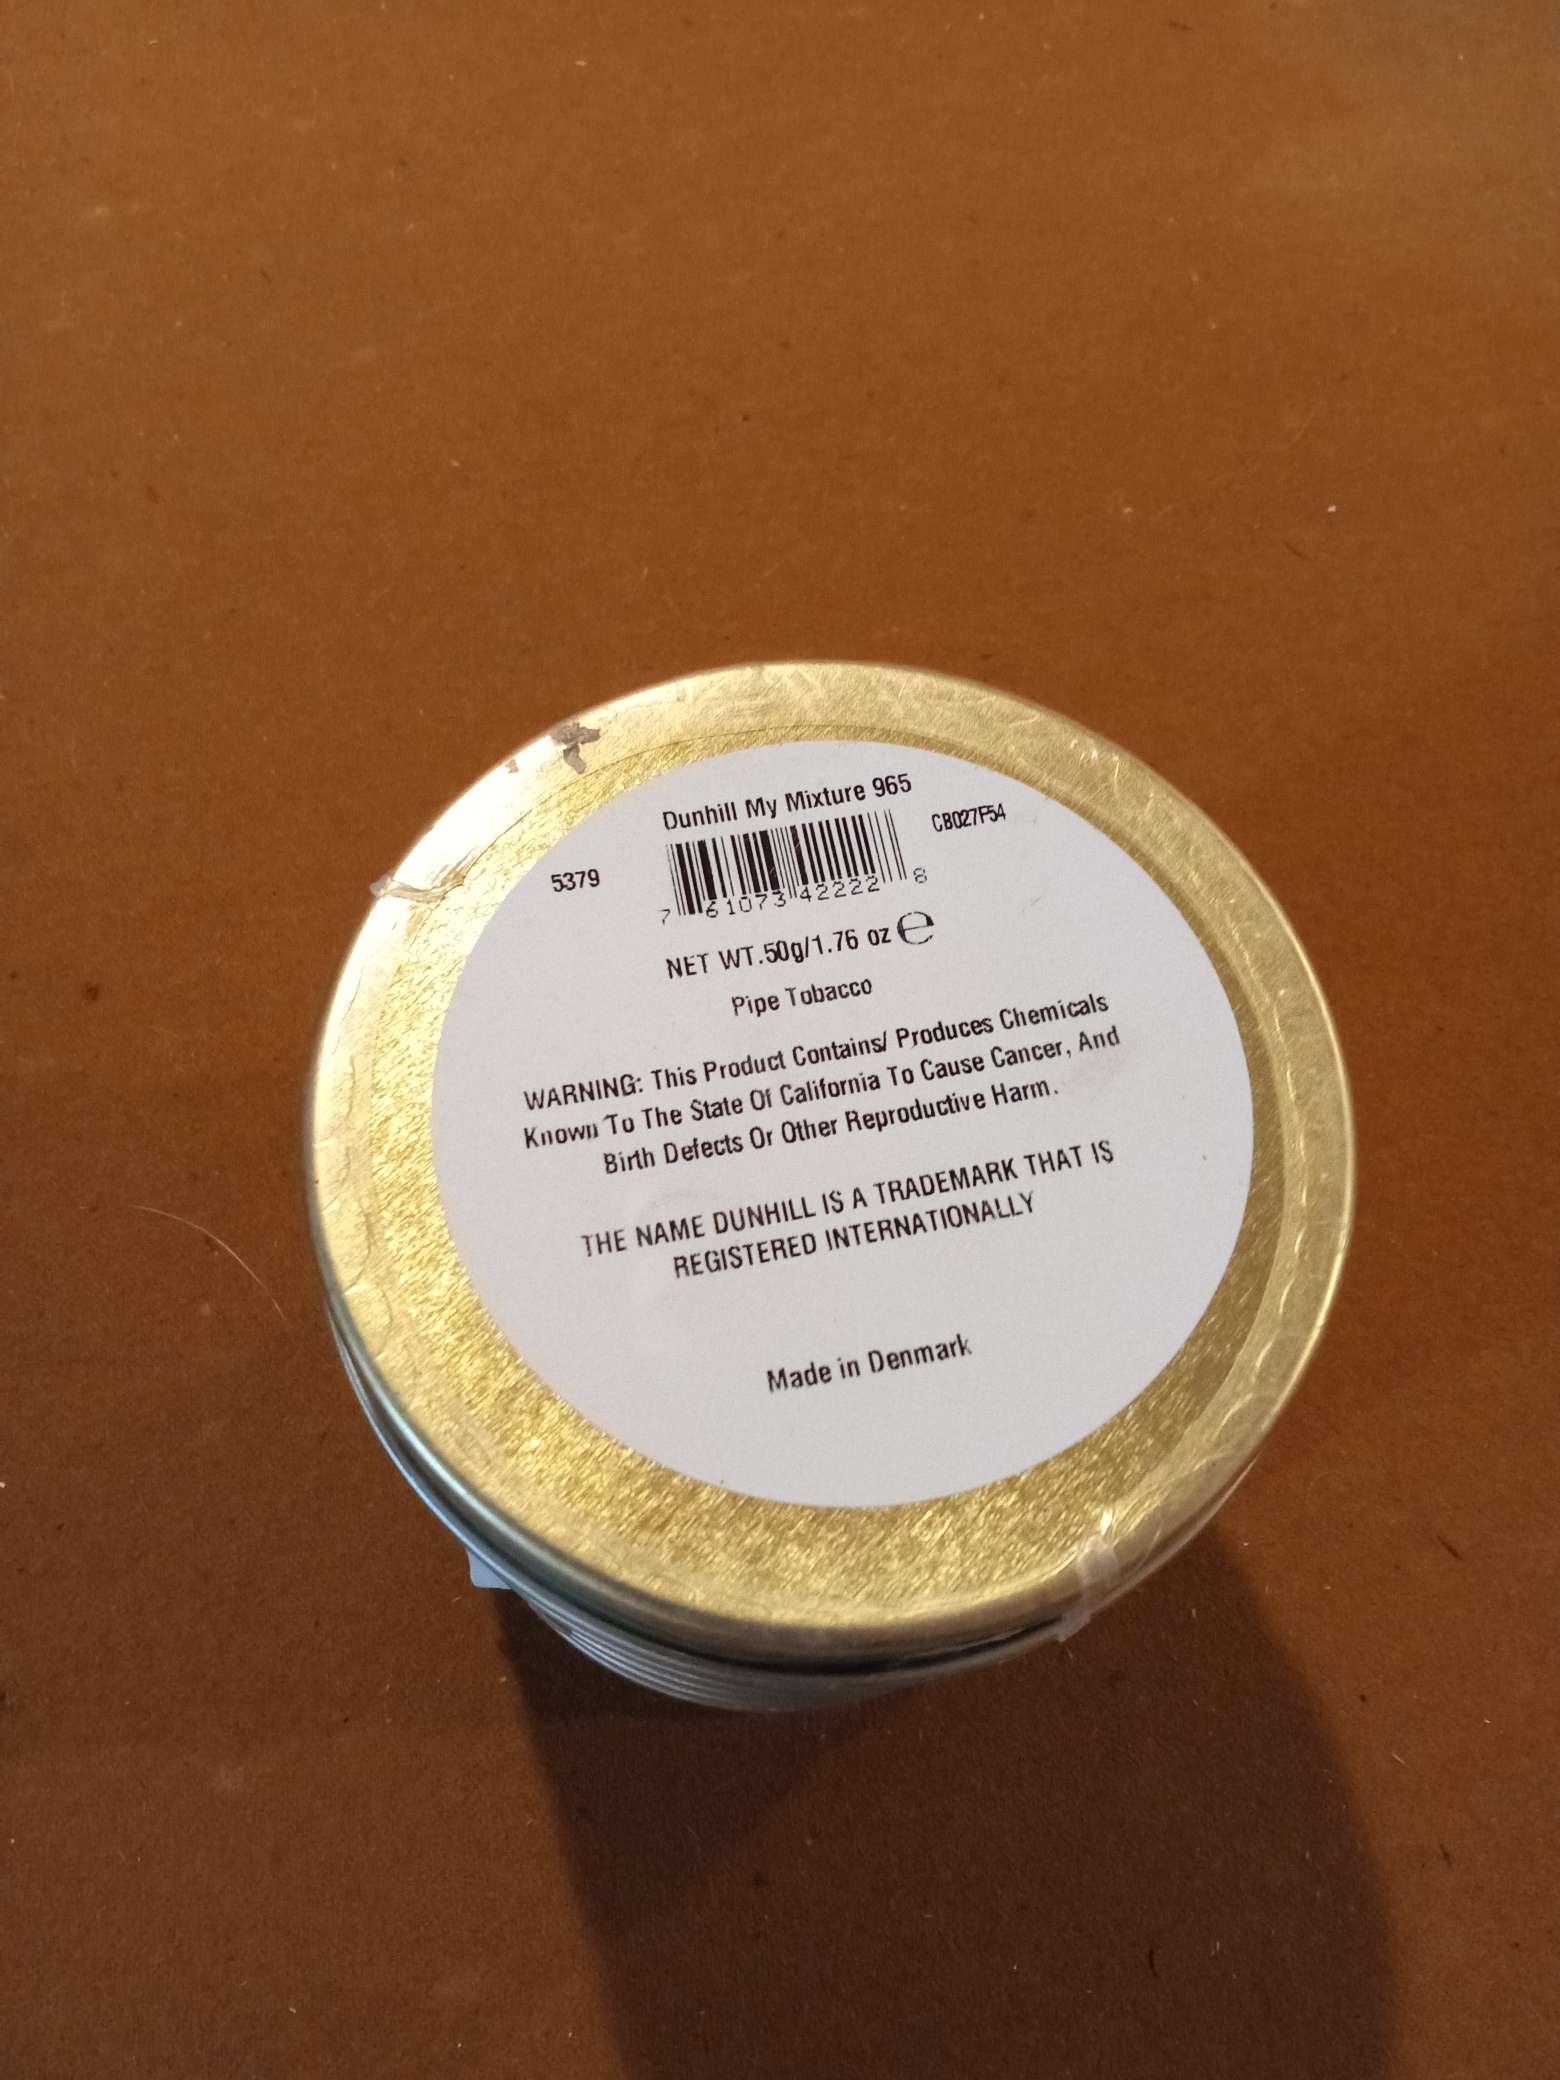 Dunhill My Mixture 965
CB027F54
5379
7 61073 42222 8
NET WT.50g/1.76 oz ℮
Pipe Tobacco
WARNING: This Product Contains/ Produces Chemicals
Known To The State Of California To Cause Cancer, And
Birth Defects Or Other Reproductive Harm.
THE NAME DUNHILL IS A TRADEMARK THAT IS
REGISTERED INTERNATIONALLY
Made in Denmark